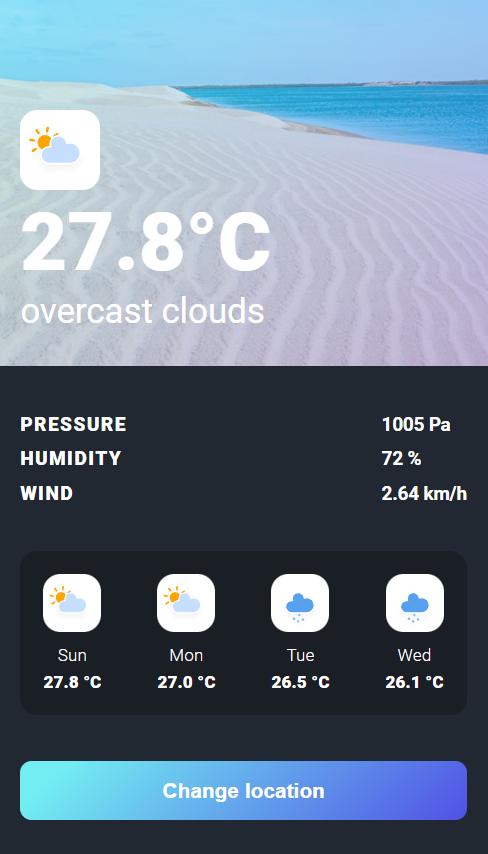 27.8°C
overcast clouds
PRESSURE 1005 Pa
HUMIDITY 72 %
WIND 2.64 km/h
Sun Mon Tue Wed
27.8 °C 27.0 °C 26.5 °C 26.1 °C
Change location